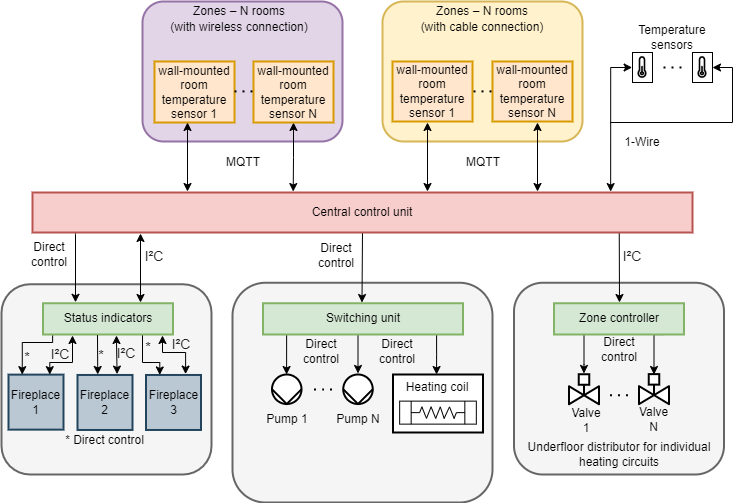 Zones – N rooms
(with wireless connection)
wall-mounted
room
temperature
sensor 1
...
wall-mounted
room
temperature
sensor N
Zones – N rooms
(with cable connection)
wall-mounted
room
temperature
sensor 1
...
wall-mounted
room
temperature
sensor N
Temperature
sensors
...
MQTT
MQTT
1-Wire
Central control unit
Direct
control
I²C
Direct
control
I²C
Status indicators
*
I²C
*
I²C
*
I²C
Fireplace
1
Fireplace
2
Fireplace
3
* Direct control
Switching unit
Direct
control
Direct
control
...
Pump 1
Pump N
Heating coil
Zone controller
Direct
control
...
Valve
1
Valve
N
Underfloor distributor for individual
heating circuits